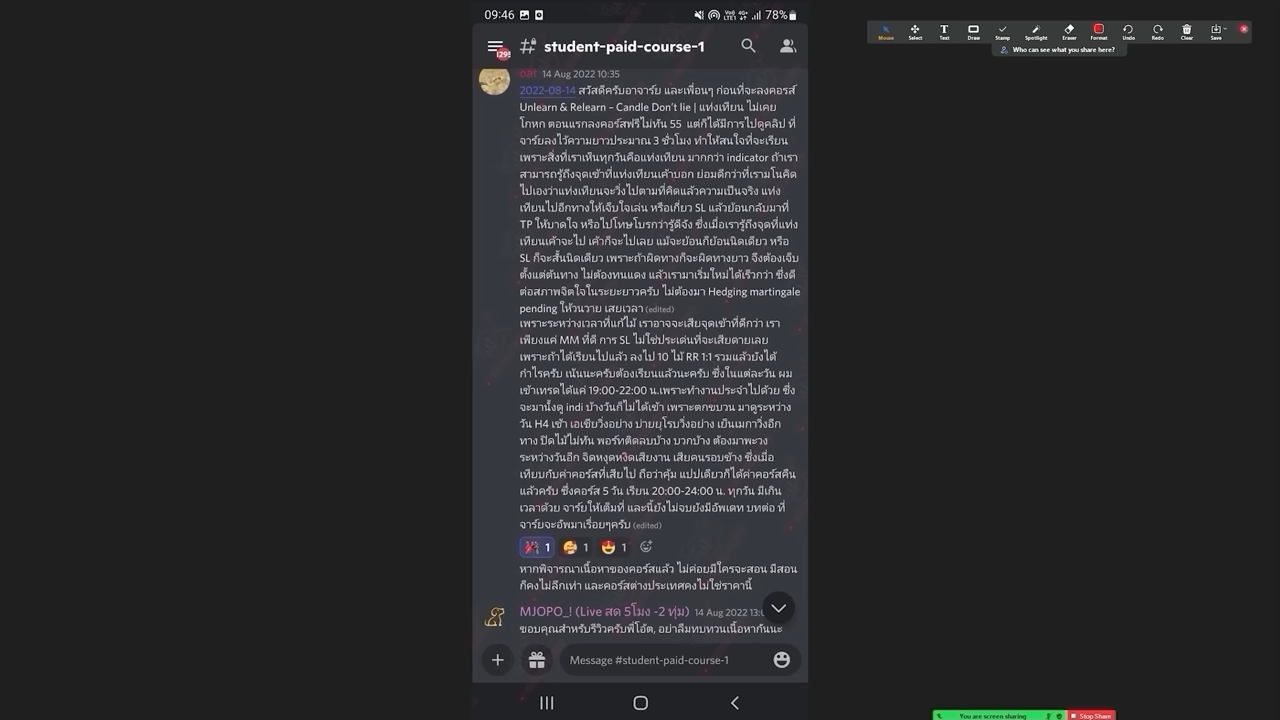 09:46
Vo) 4G+
LTE1
78%
# student-paid-course-1
Mouse
Select
Text
Draw
Stamp
Spotlight
Eraser
Format
Undo
Redo
Clear
Save
Who can see what you share here?
14 Aug 2022 10:35
2022-08-14 สวัสดีครับอาจาร์ย และเพื่อนๆ ก่อนที่จะลงคอรส์
Unlearn & Relearn – Candle Don't lie | แท่งเทียน ไม่เคย
โกหก ตอนแรกลงคอร์สฟรีไม่ทัน 55 แต่ก็ได้มีการไปดูคลิป ที่
จาร์ยลงไว้ความยาวประมาณ 3 ชั่วโมง ทำให้สนใจที่จะเรียน
เพราะสิ่งที่เราเห็นทุกวันคือแท่งเทียน มากกว่า indicator ถ้าเรา
สามารถรู้ถึงจุดเข้าที่แท่งเทียนเค้าบอก ย่อมดีกว่าที่เรามโนคิด
ไปเองว่าแท่งเทียนจะวิ่งไปตามที่คิดแล้วความเป็นจริง แท่ง
เทียนไปอีกทางให้เจ็บใจเล่น หรือเกี่ยว SL แล้วย้อนกลับมาที่
TP ให้บาดใจ หรือไปโทษโบรกว่ารู้ดีจัง ซึ่งเมื่อเรารู้ถึงจุดที่แท่ง
เทียนเค้าจะไป เค้าก็จะไปเลย แม้จะย้อนก็ย้อนนิดเดียว หรือ
SL ก็จะสั้นนิดเดียว เพราะถ้าผิดทางก็จะผิดทางยาว จึงต้องเจ็บ
ตั้งแต่ต้นทาง ไม่ต้องทนแดง แล้วเรามาเริ่มใหม่ได้เร็วกว่า ซึ่งดี
ต่อสภาพจิตใจในระยะยาวครับ ไม่ต้องมา Hedging martingale
pending ให้วนวาย เสยเวลา (edited)
เพราะระหว่างเวลาที่แก้ไม้ เราอาจจะเสียจุดเข้าที่ดีกว่า เรา
เพียงแค่ MM ที่ดี การ SL ไม่ใช่ประเด่นที่จะเสียดายเลย
เพราะถ้าได้เรียนไปแล้ว ลงไป 10 ไม้ RR 1:1 รวมแล้วยังได้
กำไรครับ เน้นนะครับต้องเรียนแล้วนะครับ ซึ่งในแต่ละวัน ผม
เข้าเทรดได้แค่ 19:00-22:00 น.เพราะทำงานประจำไปด้วย ซึ่ง
จะมานั้งดู indi บ้างวันก็ไม่ได้เข้า เพราะตกขบวน มาดูระหว่าง
วัน H4 เช้า เอเชียวิ่งอย่าง บ่ายยุโรบวิ่งอย่าง เย็นเมกาวิ่งอีก
ทาง ปิดไม้ไม่ทัน พอร์ทติดลบบ้าง บวกบ้าง ต้องมาพะวง
ระหว่างวันอีก จิดหงุดหงิดเสียงาน เสียคนรอบข้าง ซึ่งเมื่อ
เทียบกับค่าคอร์สที่เสียไป ถือว่าคุ้ม แปปเดียวก็ได้ค่าคอร์สคืน
แล้วครับ ซึ่งคอร์ส 5 วัน เรียน 20:00-24:00 น. ทุกวัน มีเกิน
เวลาด้วย จาร์ยให้เต็มที่ และนี้ยังไม่จบยังมีอัพเดท บทต่อ ที่
จาร์ยจะอัพมาเรื่อยๆครับ (edited)
1 1 1
หากพิจารณาเนื้อหาของคอร์สแล้ว ไม่ค่อยมีใครจะสอน มีสอน
ก็คงไม่ลึกเท่า และคอร์สต่างประเทศคงไม่ใช่ราคานี้
MJOPO_! (Live สด 5โมง -2 ทุ่ม) 14 Aug 2022
ขอบคุณสำหรับรีวิวครับพี่โอ๊ต, อย่าลืมทบทวนเนื้อหากันนะ
Message #student-paid-course-1
You are screen sharing
Stop Share